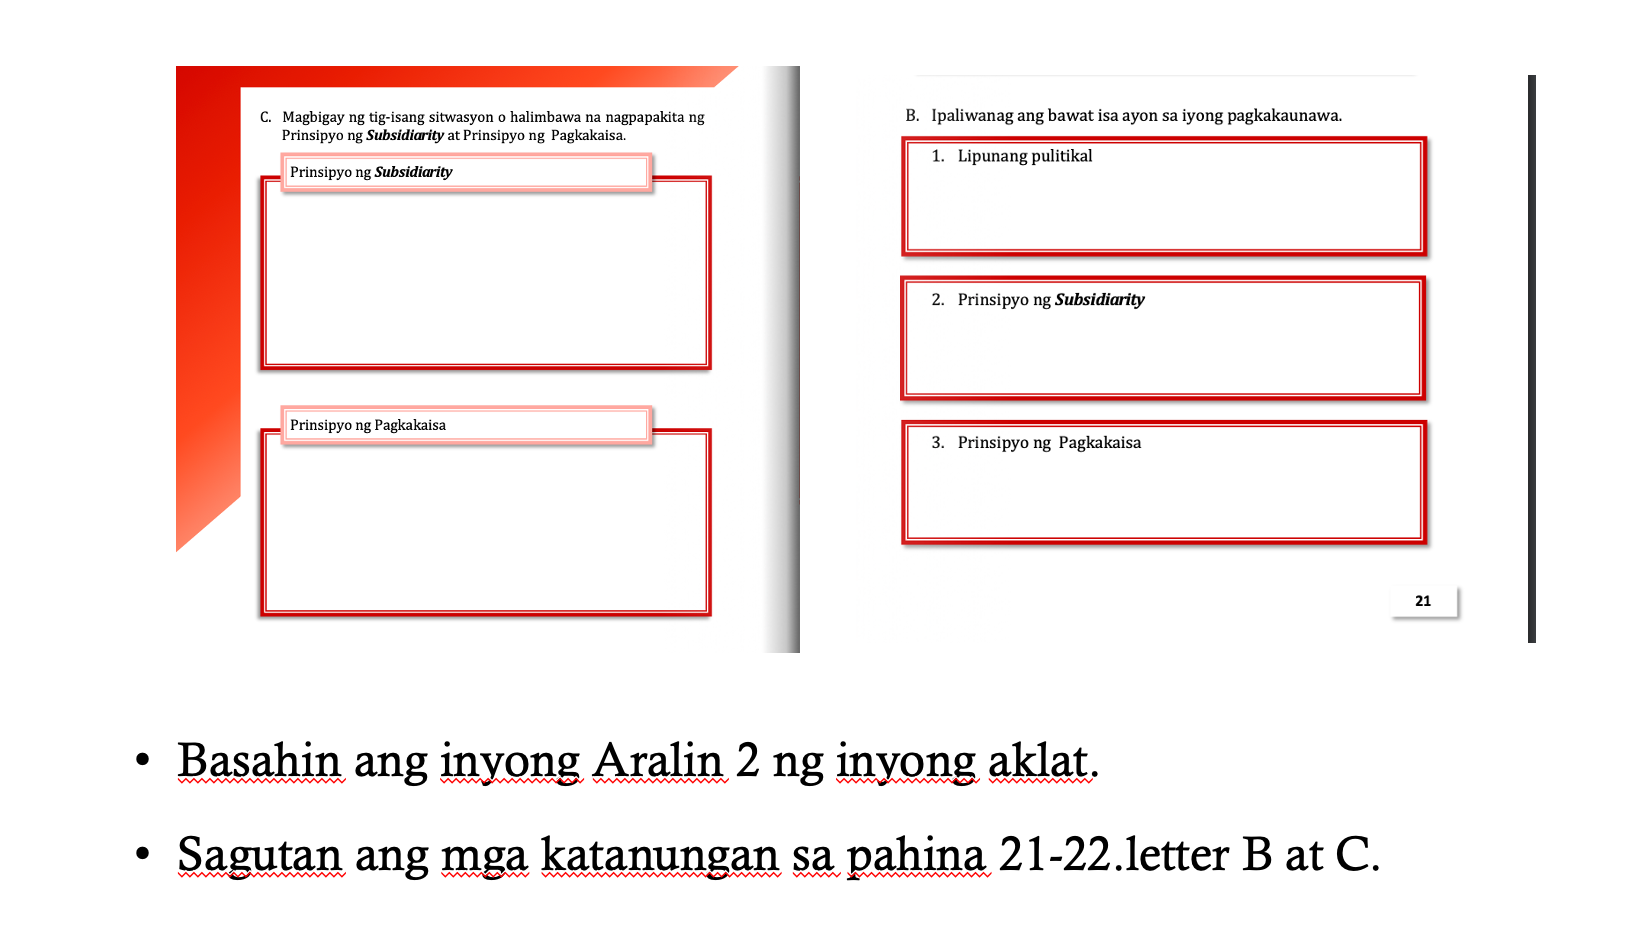 C. Magbigay ng tig-isang sitwasyon o halimbawa na nagpapakita ng
Prinsipyo ng Subsidiarity at Prinsipyo ng Pagkakaisa.
Prinsipyo ng Subsidiarity
Prinsipyo ng Pagkakaisa
B. Ipaliwanag ang bawat isa ayon sa iyong pagkakaunawa.
1. Lipunang pulitikal
2. Prinsipyo ng Subsidiarity
3. Prinsipyo ng Pagkakaisa
21
• Basahin ang inyong Aralin 2 ng inyong aklat.
• Sagutan ang mga katanungan sa pahina 21-22.letter B at C.